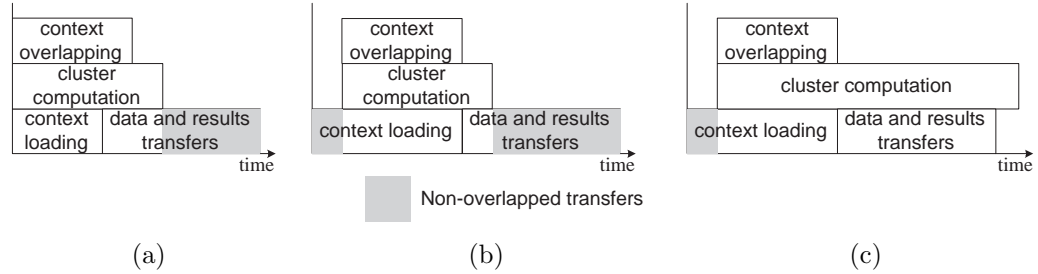 context
overlapping
cluster
computation
context
loading
data and results
transfers
time
(a)
context
overlapping
cluster
computation
context loading
data and results
transfers
time
(b)
context
overlapping
cluster computation
context loading
data and results
transfers
time
(c)
Non-overlapped transfers